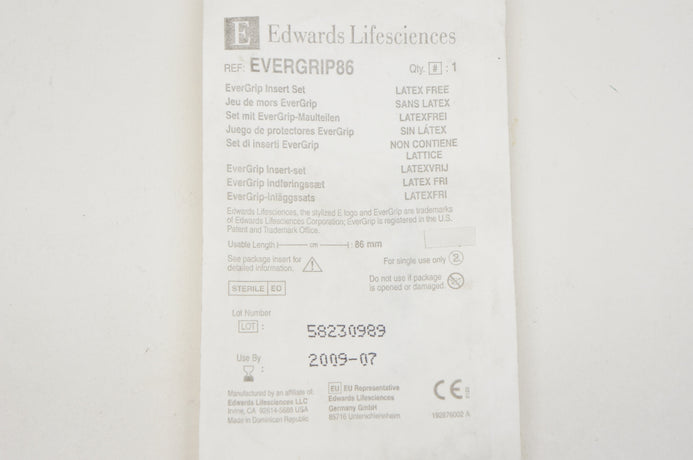 E Edwards Lifesciences
REF: EVERGRIP86 Qty. # : 1
EverGrip Insert Set LATEX FREE
Jeu de mors EverGrip SANS LATEX
Set mit EverGrip-Maulteilen LATEXFREI
Juego de protectores EverGrip SIN LÁTEX
Set di inserti EverGrip NON CONTIENE
LATTICE
EverGrip Insert-set LATEXVRIJ
EverGrip indføringssæt LATEX FRI
EverGrip-inläggssats LATEXFRI
Edwards Lifesciences, the stylized E logo and EverGrip are trademarks
of Edwards Lifesciences Corporation; EverGrip is registered in the U.S.
Patent and Trademark Office.
Usable Length cm : 86 mm
See package insert for
detailed information.
For single use only 2
STERILE EO
Do not use if package
is opened or damaged.
Lot Number
LOT : 58230989
Use By
: 2009-07
Manufactured by an affiliate of:
Edwards Lifesciences LLC
Irvine, CA 92614-5686 USA
Made in Dominican Republic
EU EU Representative
Edwards Lifesciences
Germany GmbH
85716 Unterschleissheim
CE
192876002 A